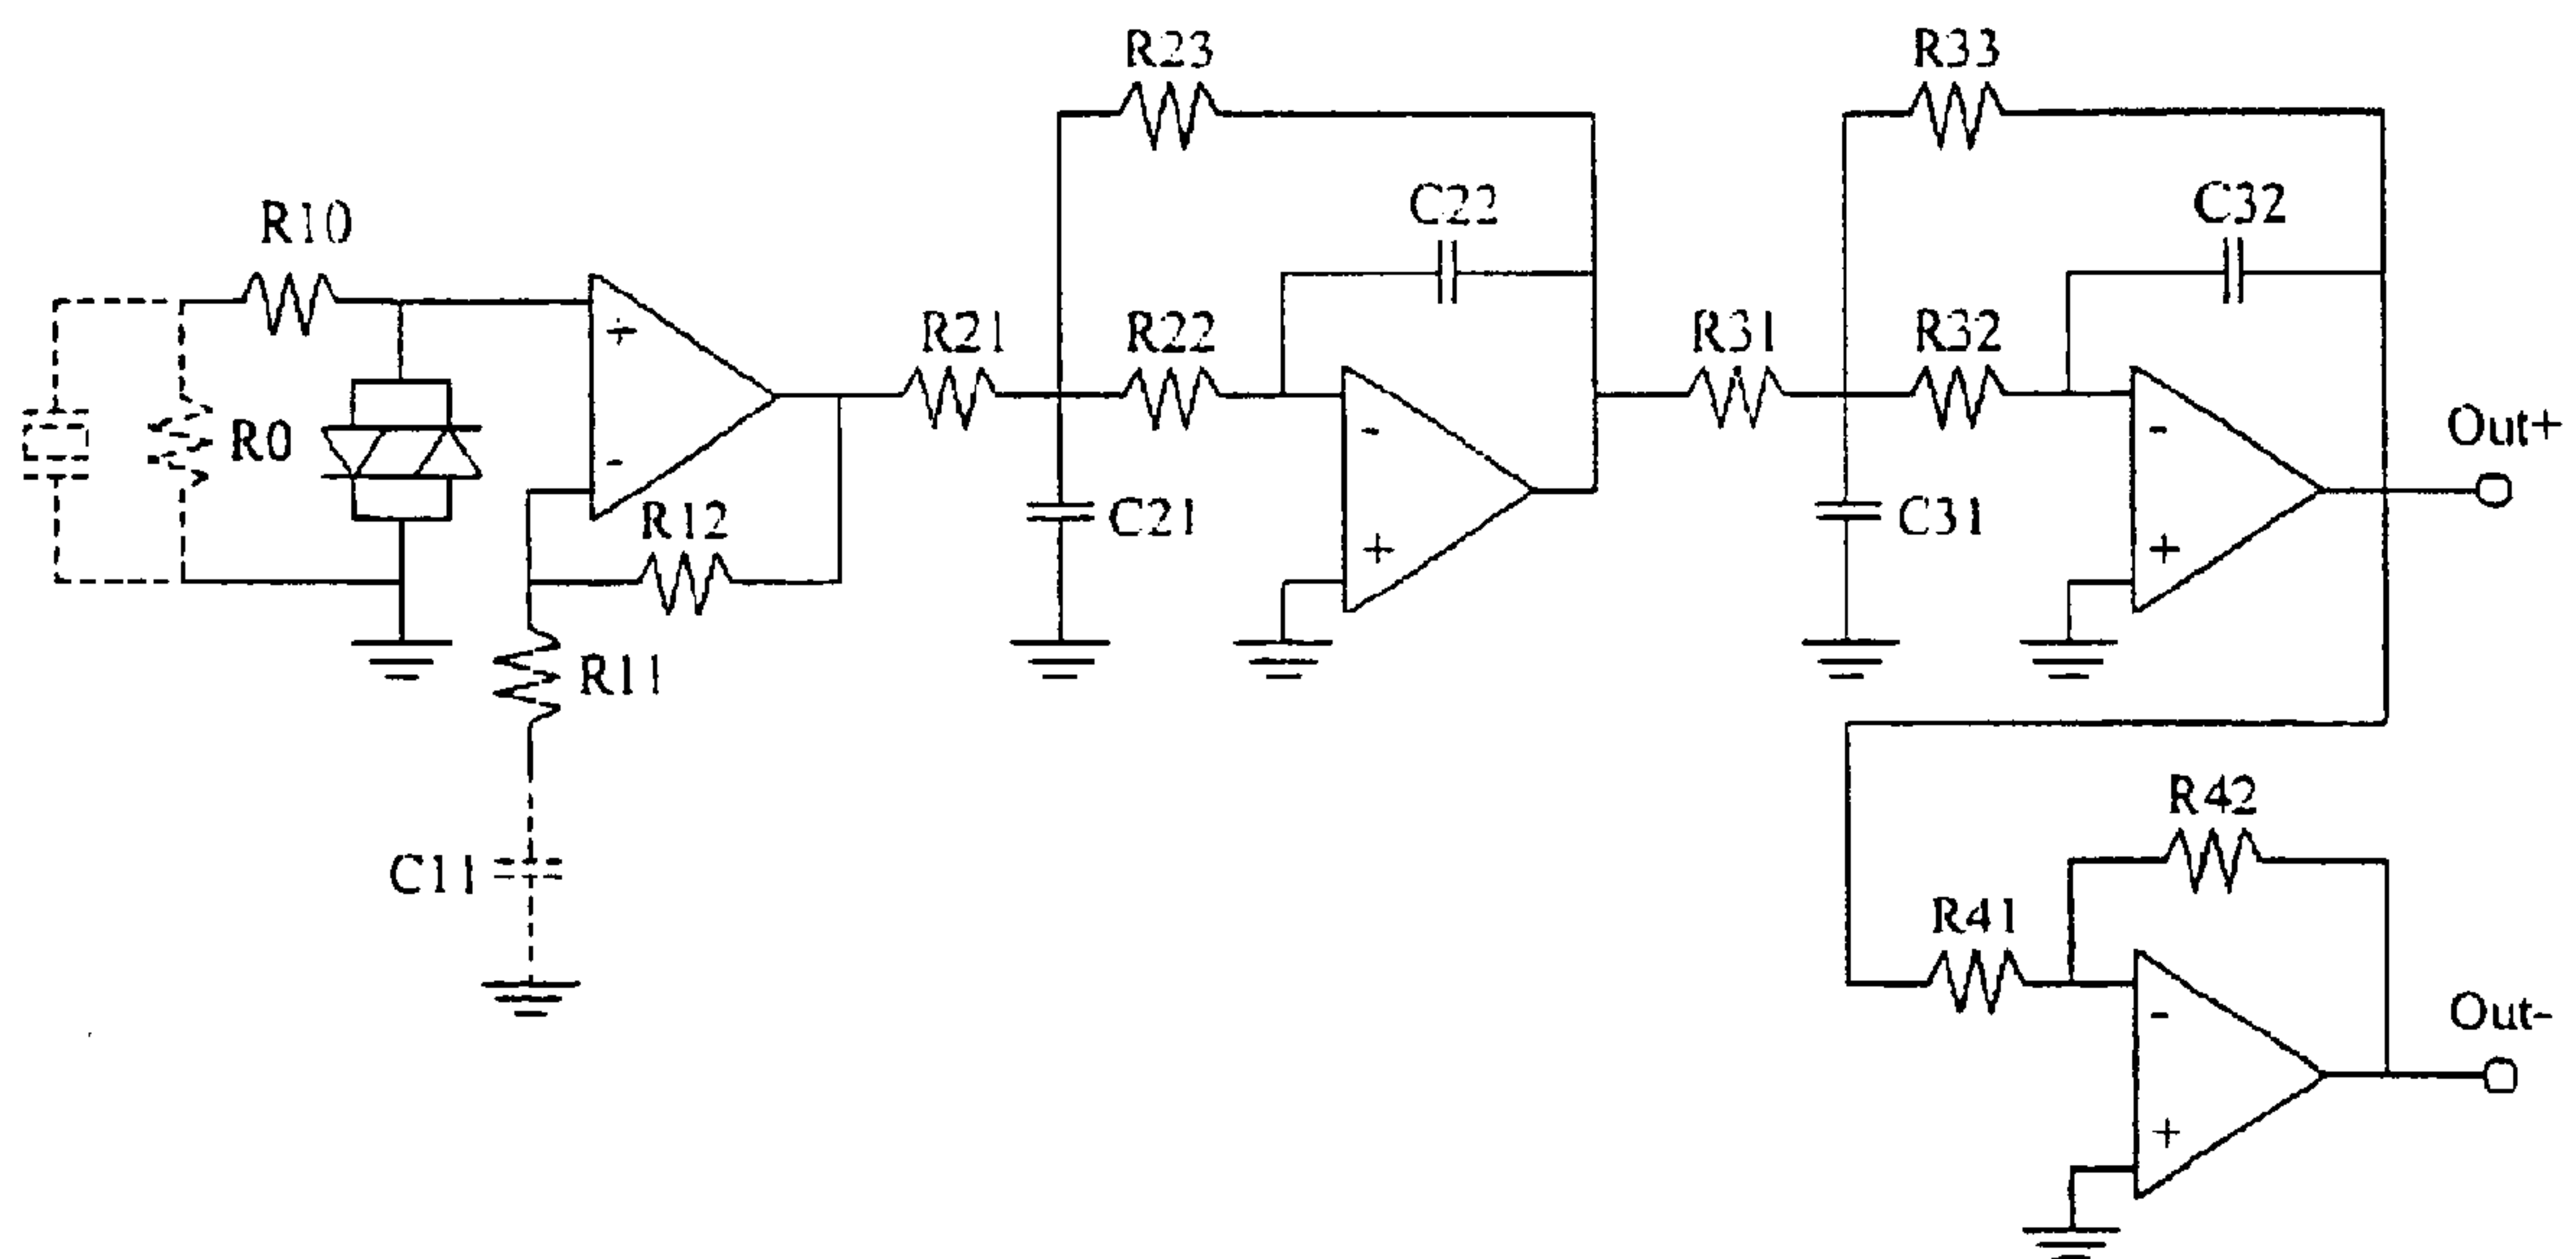 R23
R33
C22
C32
R10
R21
R22
R31
R32
+
-
R0
-
-
Out+
R12
C21
+
C31
+
R11
R42
C11
R41
-
Out-
+